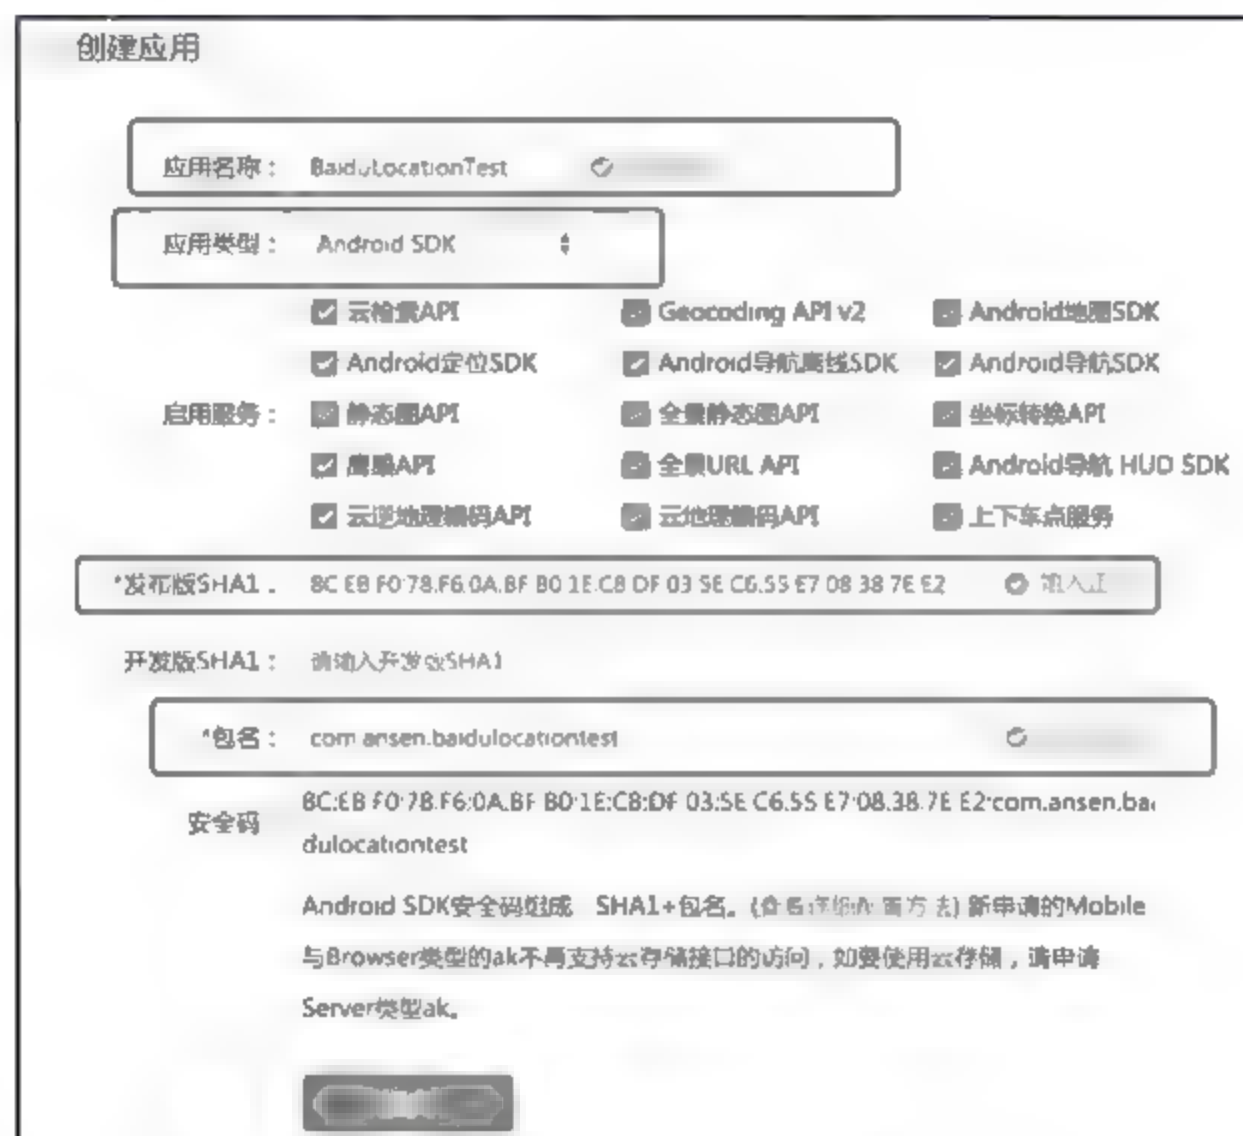 创建应用
应用名称： BaiduLocationTest
应用类型： Android SDK
云检索API Geocoding API v2 Android地图SDK
Android定位SDK Android导航离线SDK Android导航SDK
启用服务： 静态图API 全景静态图API 坐标转换API
鹰眼API 全景URL API Android导航 HUD SDK
云逆地理编码API 云地理编码API 上下车点服务
*发布版SHA1： 8C:EB:F0:78:F6:0A:BF:B0:1E:C8:DF:03:5E:C6:55:E7:08:38:7E:E2 输入正
开发版SHA1： 请输入开发版SHA1
*包名： com.ansen.baidulocationtest
安全码 8C:EB:F0:78:F6:0A:BF:B0:1E:C8:DF:03:5E:C6:55:E7:08:38:7E:E2;com.ansen.bai
dulocationtest
Android SDK安全码组成：SHA1+包名。(查看详细配置方法) 新申请的Mobile
与Browser类型的ak不再支持云存储接口的访问，如要使用云存储，请申请
Server类型ak。